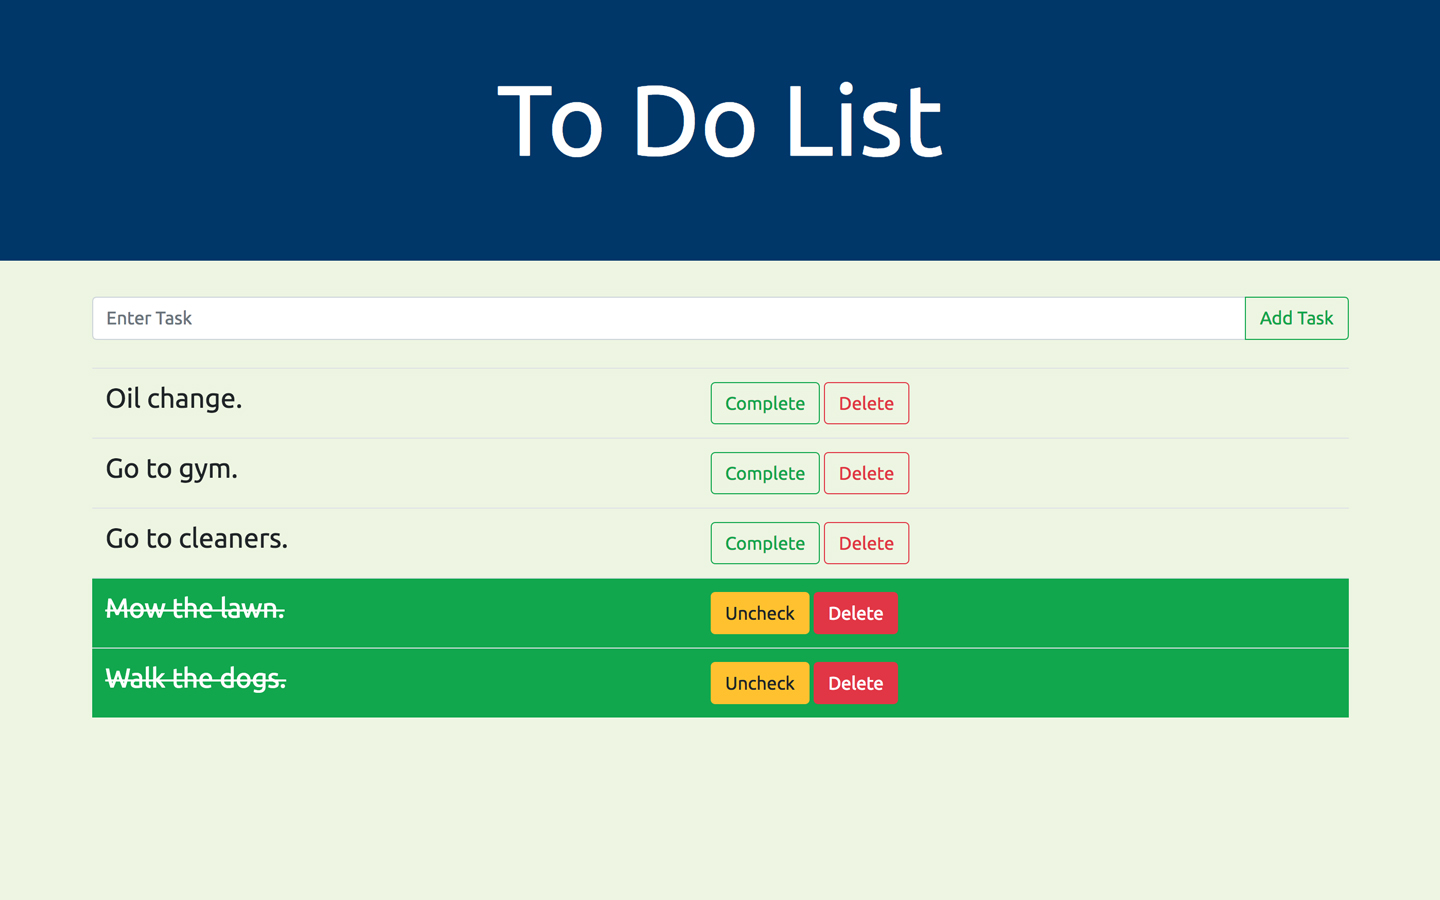 To Do List
Enter Task Add Task
Oil change. Complete Delete
Go to gym. Complete Delete
Go to cleaners. Complete Delete
Mow the lawn. Uncheck Delete
Walk the dogs. Uncheck Delete